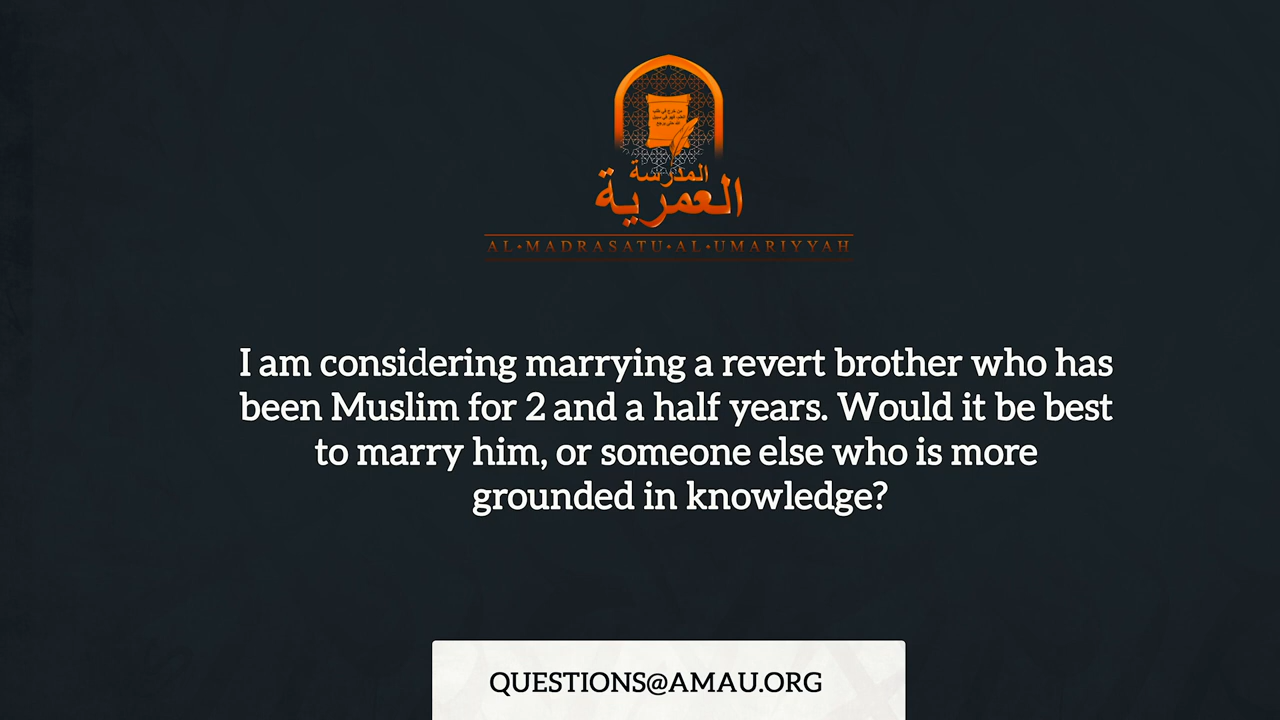 المدرسة
العمرية
AL•MADRASATU•AL•UMARIYYAH
I am considering marrying a revert brother who has
been Muslim for 2 and a half years. Would it be best
to marry him, or someone else who is more
grounded in knowledge?
QUESTIONS@AMAU.ORG